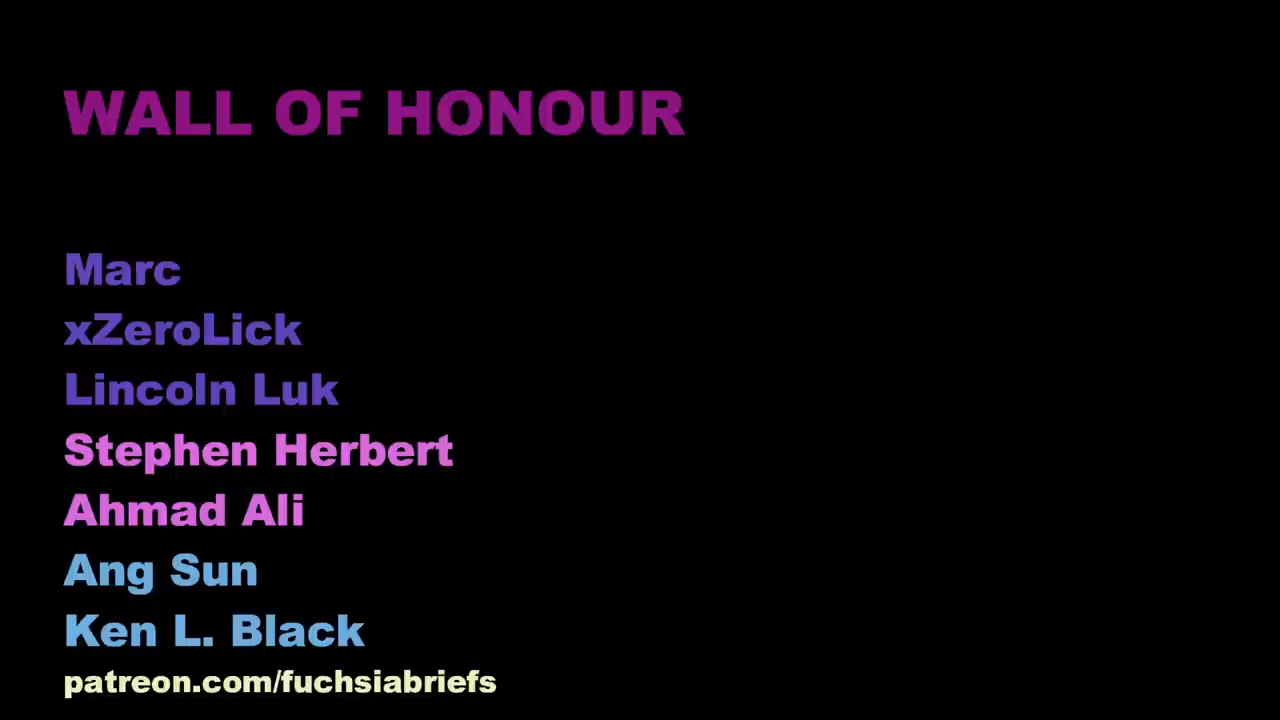 WALL OF HONOUR
Marc
xZeroLick
Lincoln Luk
Stephen Herbert
Ahmad Ali
Ang Sun
Ken L. Black
patreon.com/fuchsiabriefs